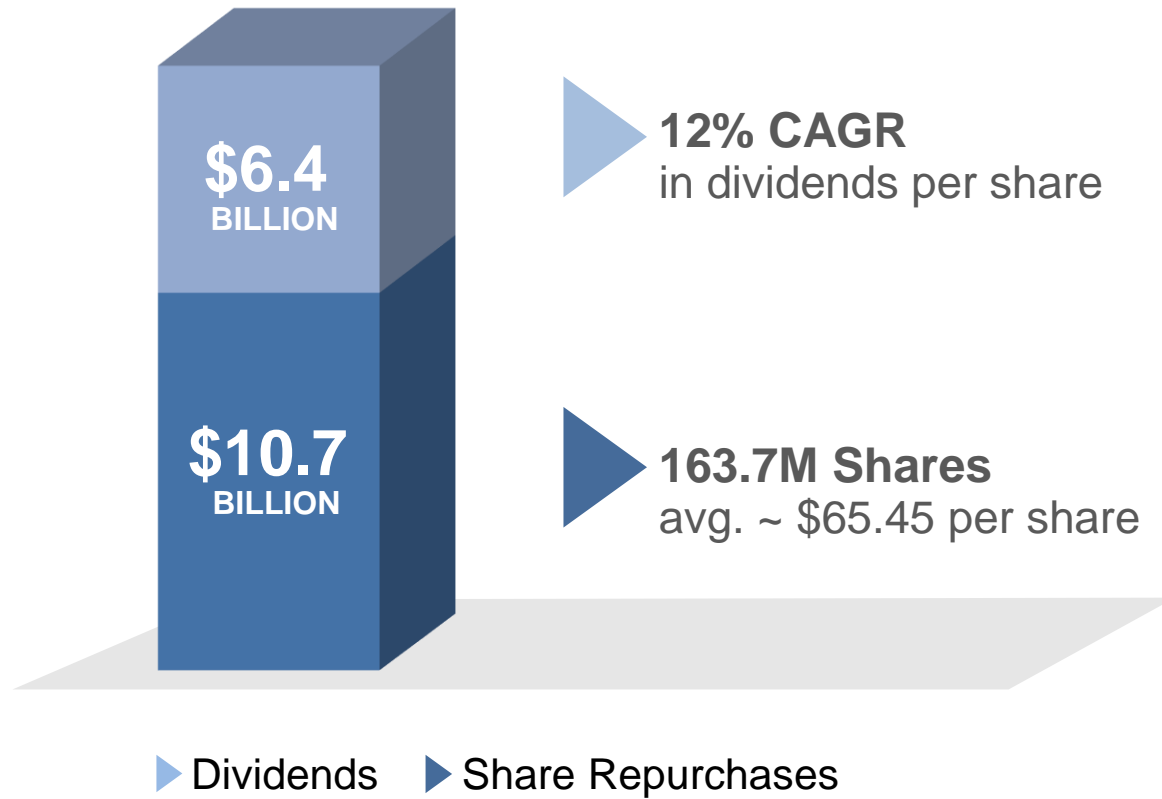 $6.4
BILLION
12% CAGR
in dividends per share
$10.7
BILLION
163.7M Shares
avg. ~ $65.45 per share
Dividends
Share Repurchases